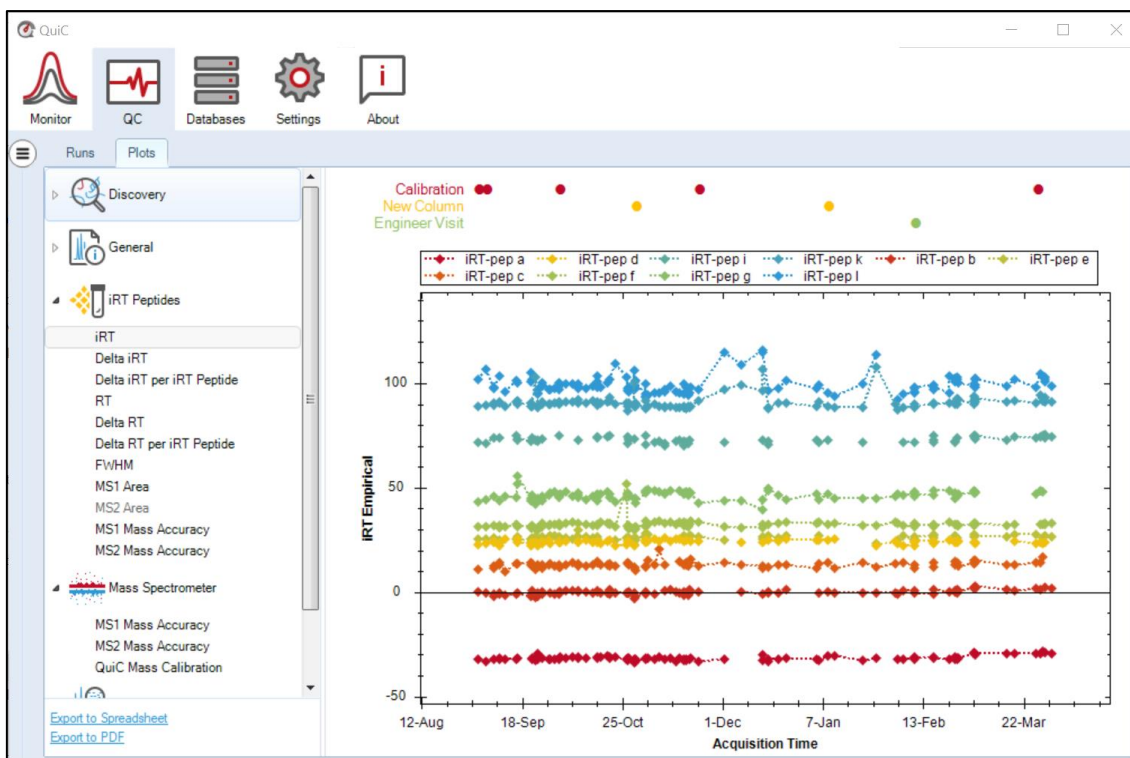 QuiC
Monitor QC Databases Settings About
Runs Plots
Discovery
General
iRT Peptides
iRT
Delta iRT
Delta iRT per iRT Peptide
RT
Delta RT
Delta RT per iRT Peptide
FWHM
MS1 Area
MS2 Area
MS1 Mass Accuracy
MS2 Mass Accuracy
Mass Spectrometer
MS1 Mass Accuracy
MS2 Mass Accuracy
QuiC Mass Calibration
Export to Spreadsheet
Export to PDF
Calibration
New Column
Engineer Visit
iRT-pep a iRT-pep d iRT-pep i iRT-pep k iRT-pep b iRT-pep e
iRT-pep c iRT-pep f iRT-pep g iRT-pep l
iRT Empirical
100
50
0
-50
12-Aug 18-Sep 25-Oct 1-Dec 7-Jan 13-Feb 22-Mar
Acquisition Time